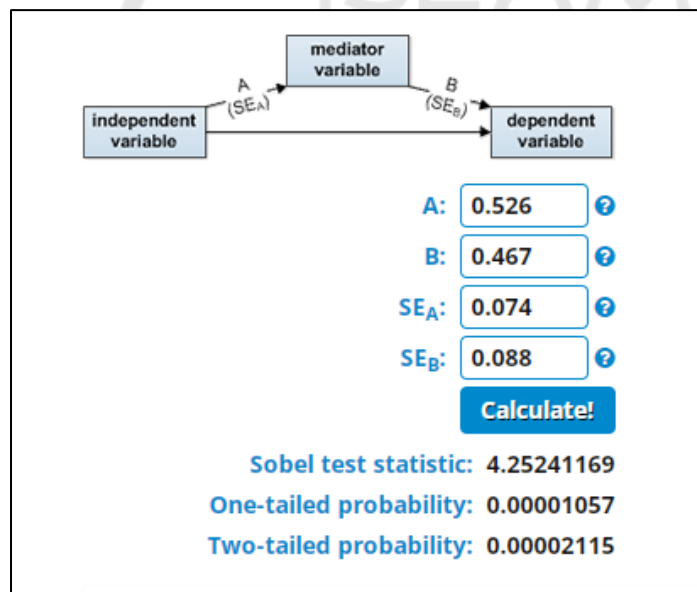 mediator
variable
A
(SEA)
B
(SEB)
independent
variable
dependent
variable
A: 0.526
B: 0.467
SEA: 0.074
SEB: 0.088
Calculate!
Sobel test statistic: 4.25241169
One-tailed probability: 0.00001057
Two-tailed probability: 0.00002115